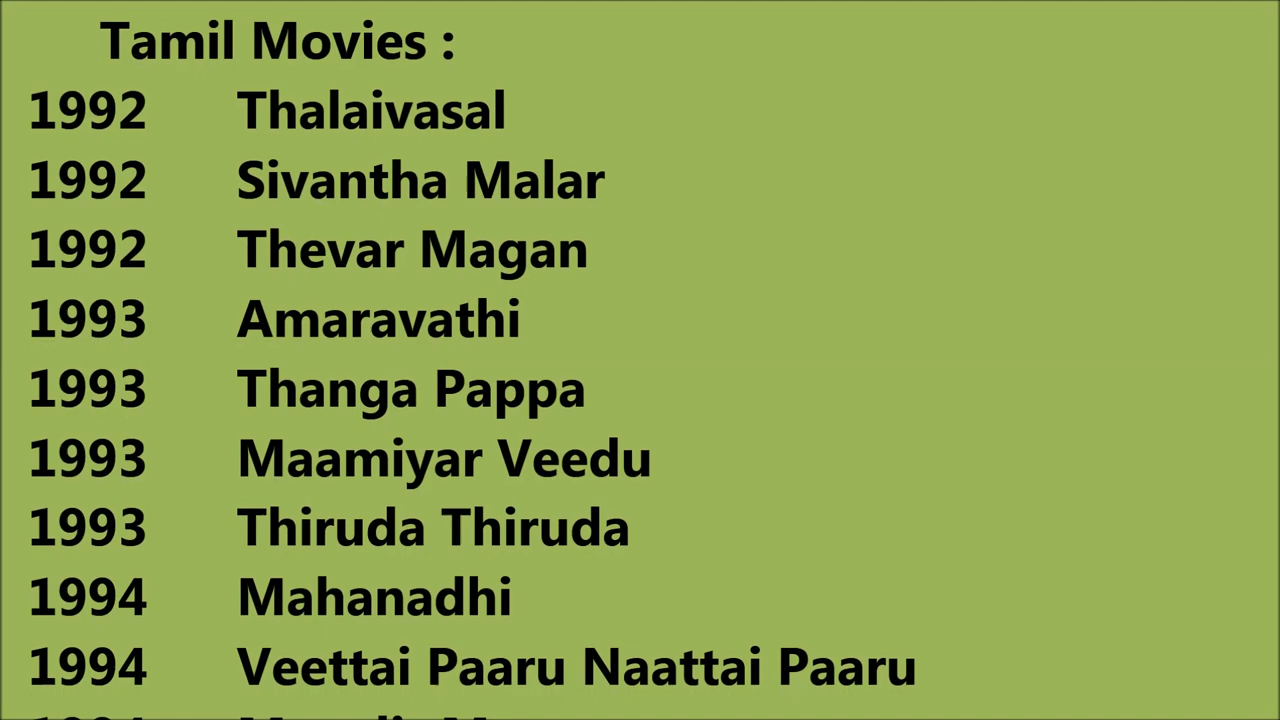 Tamil Movies :
1992 Thalaivasal
1992 Sivantha Malar
1992 Thevar Magan
1993 Amaravathi
1993 Thanga Pappa
1993 Maamiyar Veedu
1993 Thiruda Thiruda
1994 Mahanadhi
1994 Veettai Paaru Naattai Paaru